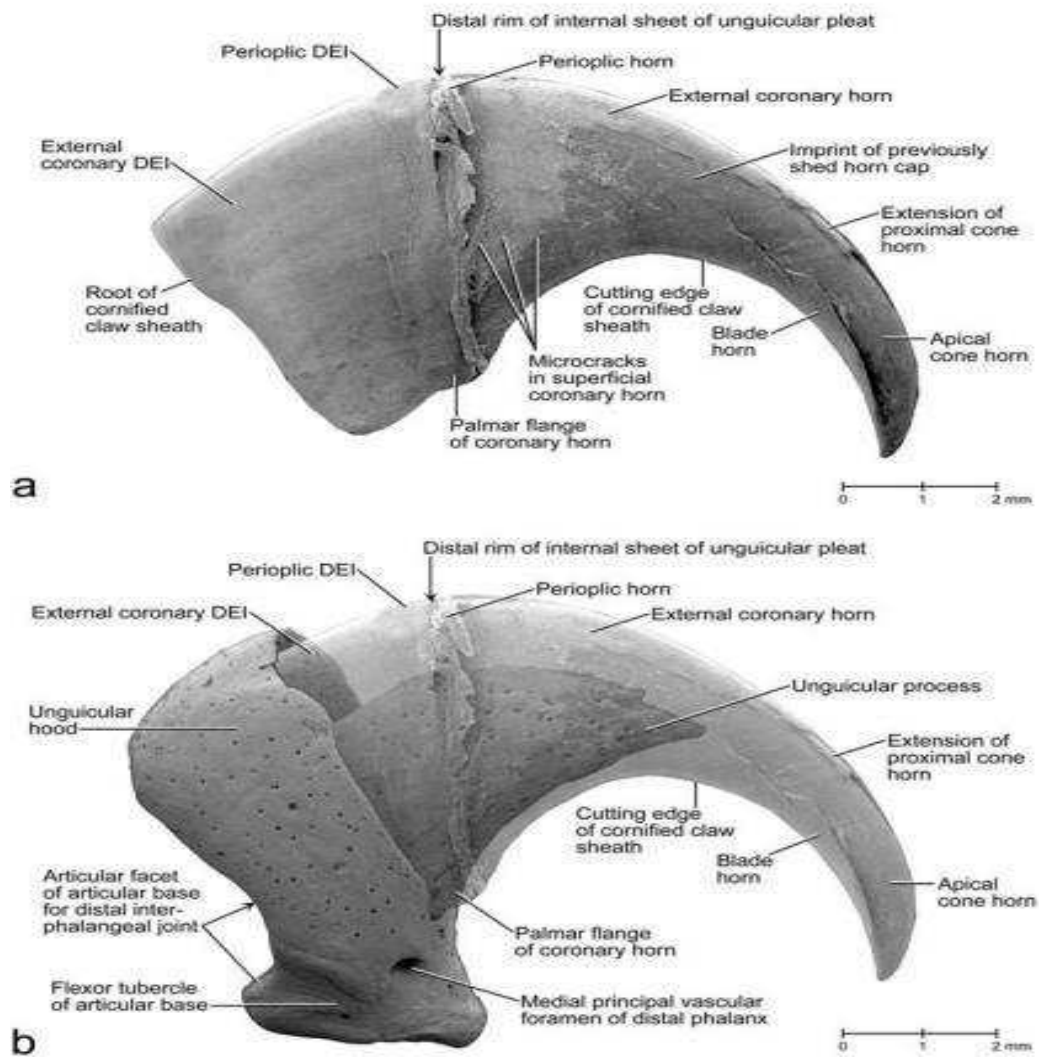 Distal rim of internal sheet of unguicular pleat
Perioplic DEI
Perioplic horn
External coronary horn
External
coronary DEI
Imprint of previously
shed horn cap
Extension of
proximal cone
horn
Root of
cornified
claw sheath
Cutting edge
of cornified claw
sheath
Blade
horn
Apical
cone horn
Microcracks
in superficial
coronary horn
Palmar flange
of coronary horn
a
0 1 2 mm
Distal rim of internal sheet of unguicular pleat
Perioplic DEI
Perioplic horn
External coronary DEI
External coronary horn
Unguicular process
Unguicular
hood
Extension of
proximal cone
horn
Cutting edge
of cornified claw
sheath
Blade
horn
Apical
cone horn
Articular facet
of articular base
for distal inter-
phalangeal joint
Palmar flange
of coronary horn
Flexor tubercle
of articular base
Medial principal vascular
foramen of distal phalanx
b
0 1 2 mm